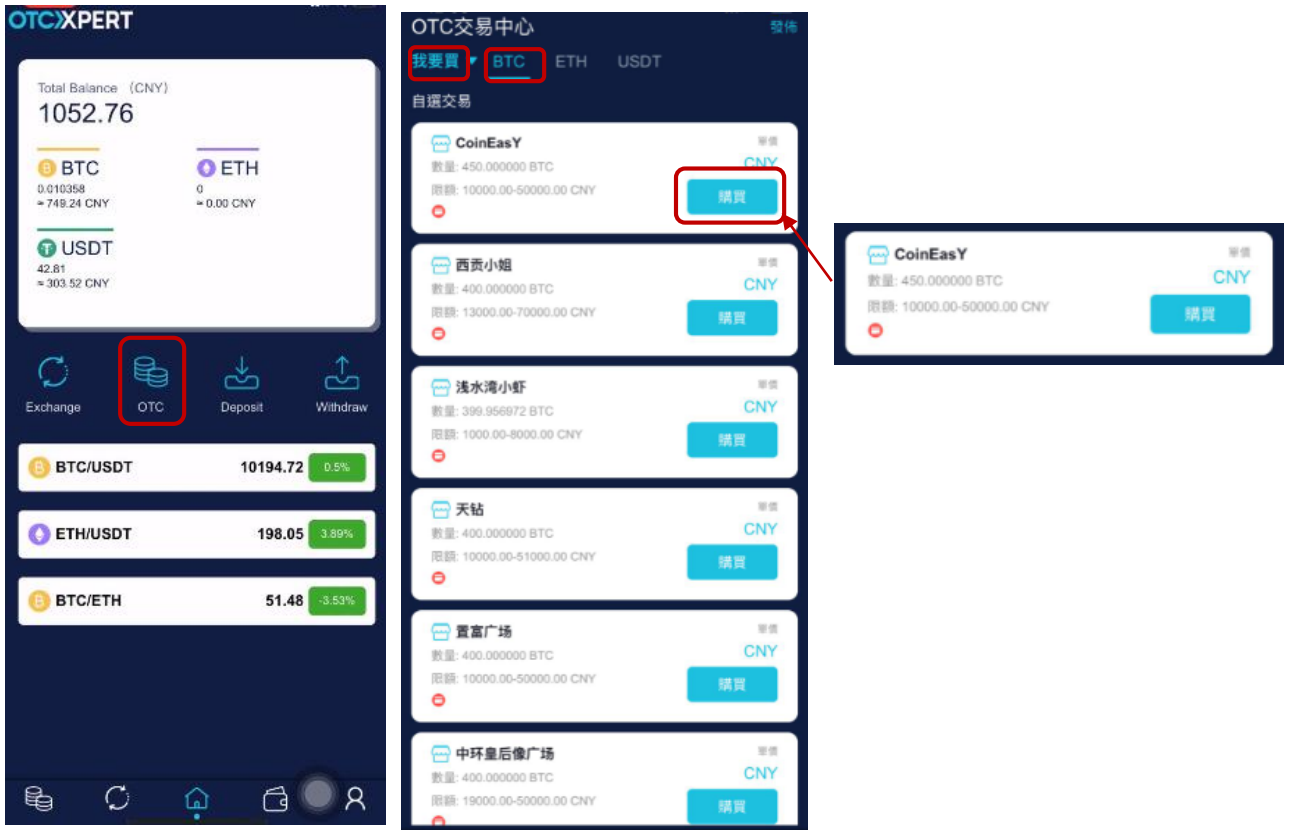 OTCXPERT
Total Balance （CNY）
1052.76
BTC
0.010358
≈ 749.24 CNY
ETH
0
≈ 0.00 CNY
USDT
42.81
≈ 303.52 CNY
Exchange
OTC
Deposit
Withdraw
BTC/USDT 10194.72 0.5%
ETH/USDT 198.05 3.89%
BTC/ETH 51.48 -3.53%
OTC交易中心 發佈
我要買 BTC ETH USDT
自選交易
CoinEasY 單價
數量: 450.000000 BTC CNY
限額: 10000.00-50000.00 CNY 購買
西贡小姐 單價
數量: 400.000000 BTC CNY
限額: 13000.00-70000.00 CNY 購買
浅水湾小虾 單價
數量: 399.956972 BTC CNY
限額: 1000.00-8000.00 CNY 購買
天钻 單價
數量: 400.000000 BTC CNY
限額: 10000.00-51000.00 CNY 購買
置富广场 單價
數量: 400.000000 BTC CNY
限額: 10000.00-50000.00 CNY 購買
中环皇后像广场 單價
數量: 400.000000 BTC CNY
限額: 19000.00-50000.00 CNY 購買
CoinEasY 單價
數量: 450.000000 BTC CNY
限額: 10000.00-50000.00 CNY 購買